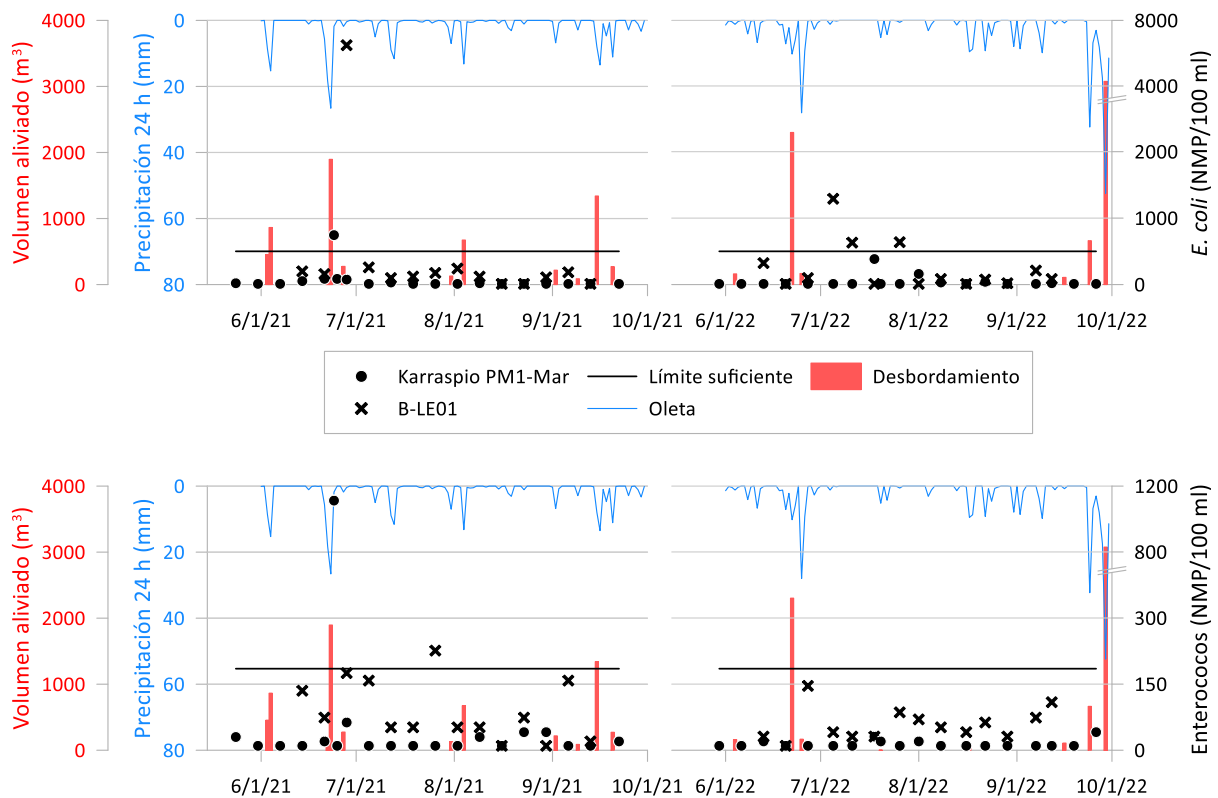 4000 0 8000
3000 20 4000
2000 40 2000
1000 60 1000
0 80 0
Volumen aliviado (m³)
Precipitación 24 h (mm)
E. coli (NMP/100 ml)
6/1/21 7/1/21 8/1/21 9/1/21 10/1/21 6/1/22 7/1/22 8/1/22 9/1/22 10/1/22
Karraspio PM1-Mar Límite suficiente Desbordamiento
B-LE01 Oleta
4000 0 1200
3000 20 800
2000 40 300
1000 60 150
0 80 0
Volumen aliviado (m³)
Precipitación 24 h (mm)
Enterococos (NMP/100 ml)
6/1/21 7/1/21 8/1/21 9/1/21 10/1/21 6/1/22 7/1/22 8/1/22 9/1/22 10/1/22